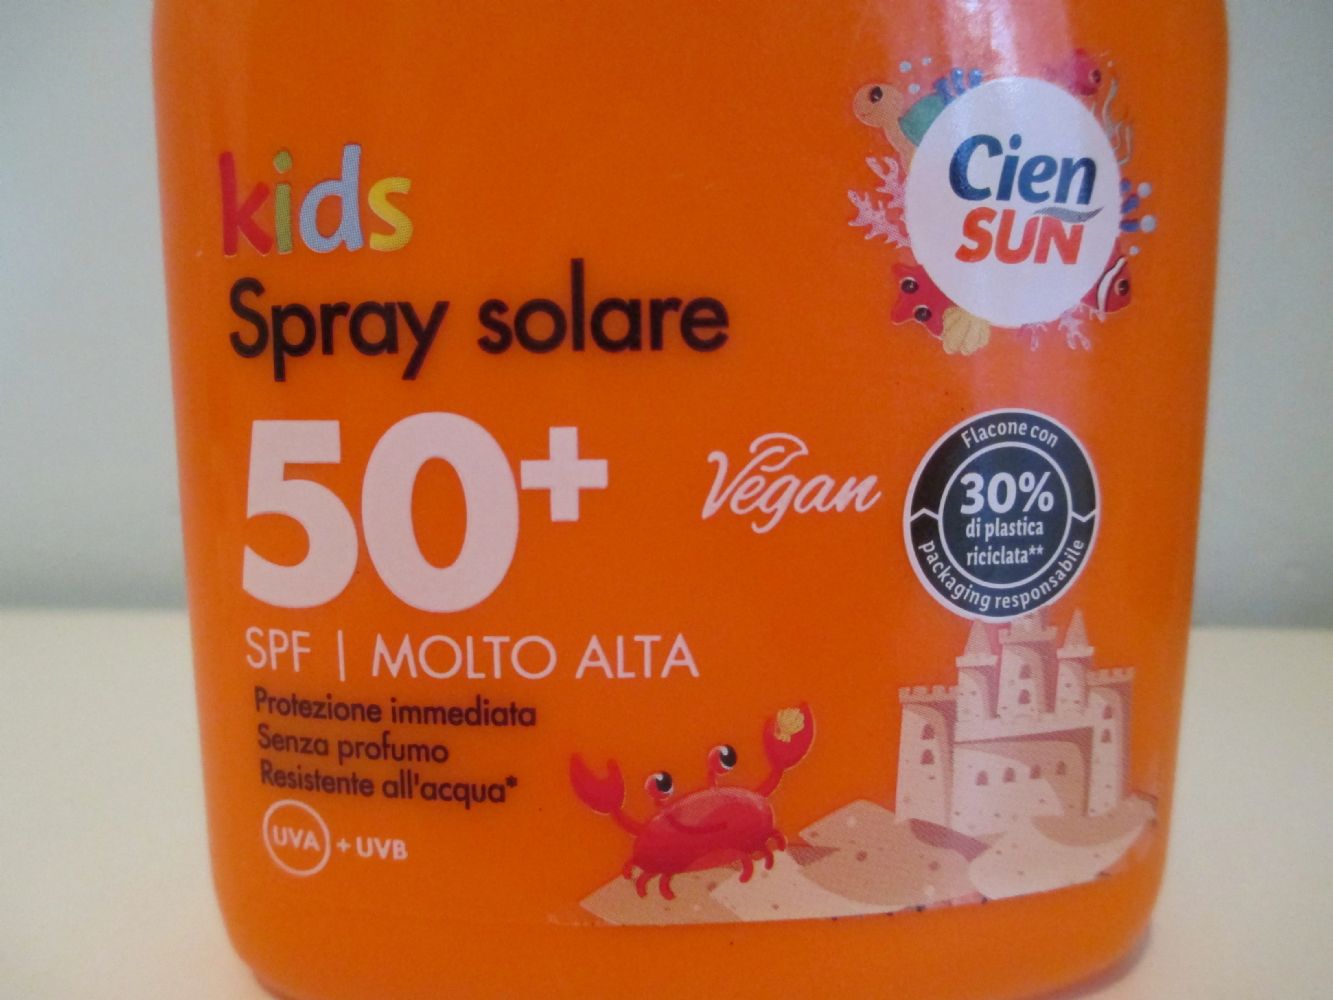 kids
Spray solare
50+
SPF | MOLTO ALTA
Protezione immediata
Senza profumo
Resistente all'acqua*
UVA + UVB
Cien
SUN
Vegan
Flacone con
30%
di plastica
riciclata**
packaging responsabile